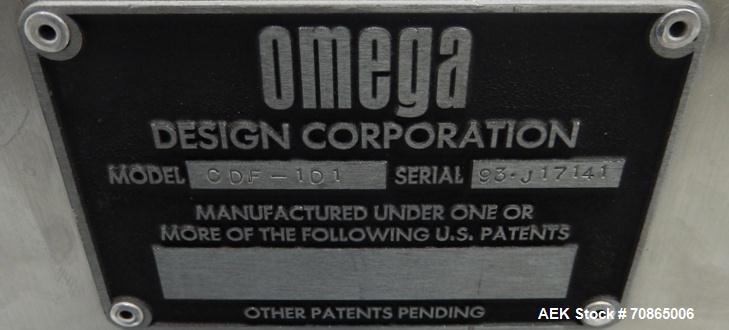 omega
DESIGN CORPORATION
MODEL CDF-1D1 SERIAL 93-J17141
MANUFACTURED UNDER ONE OR
MORE OF THE FOLLOWING U.S. PATENTS
OTHER PATENTS PENDING
AEK Stock # 70865006